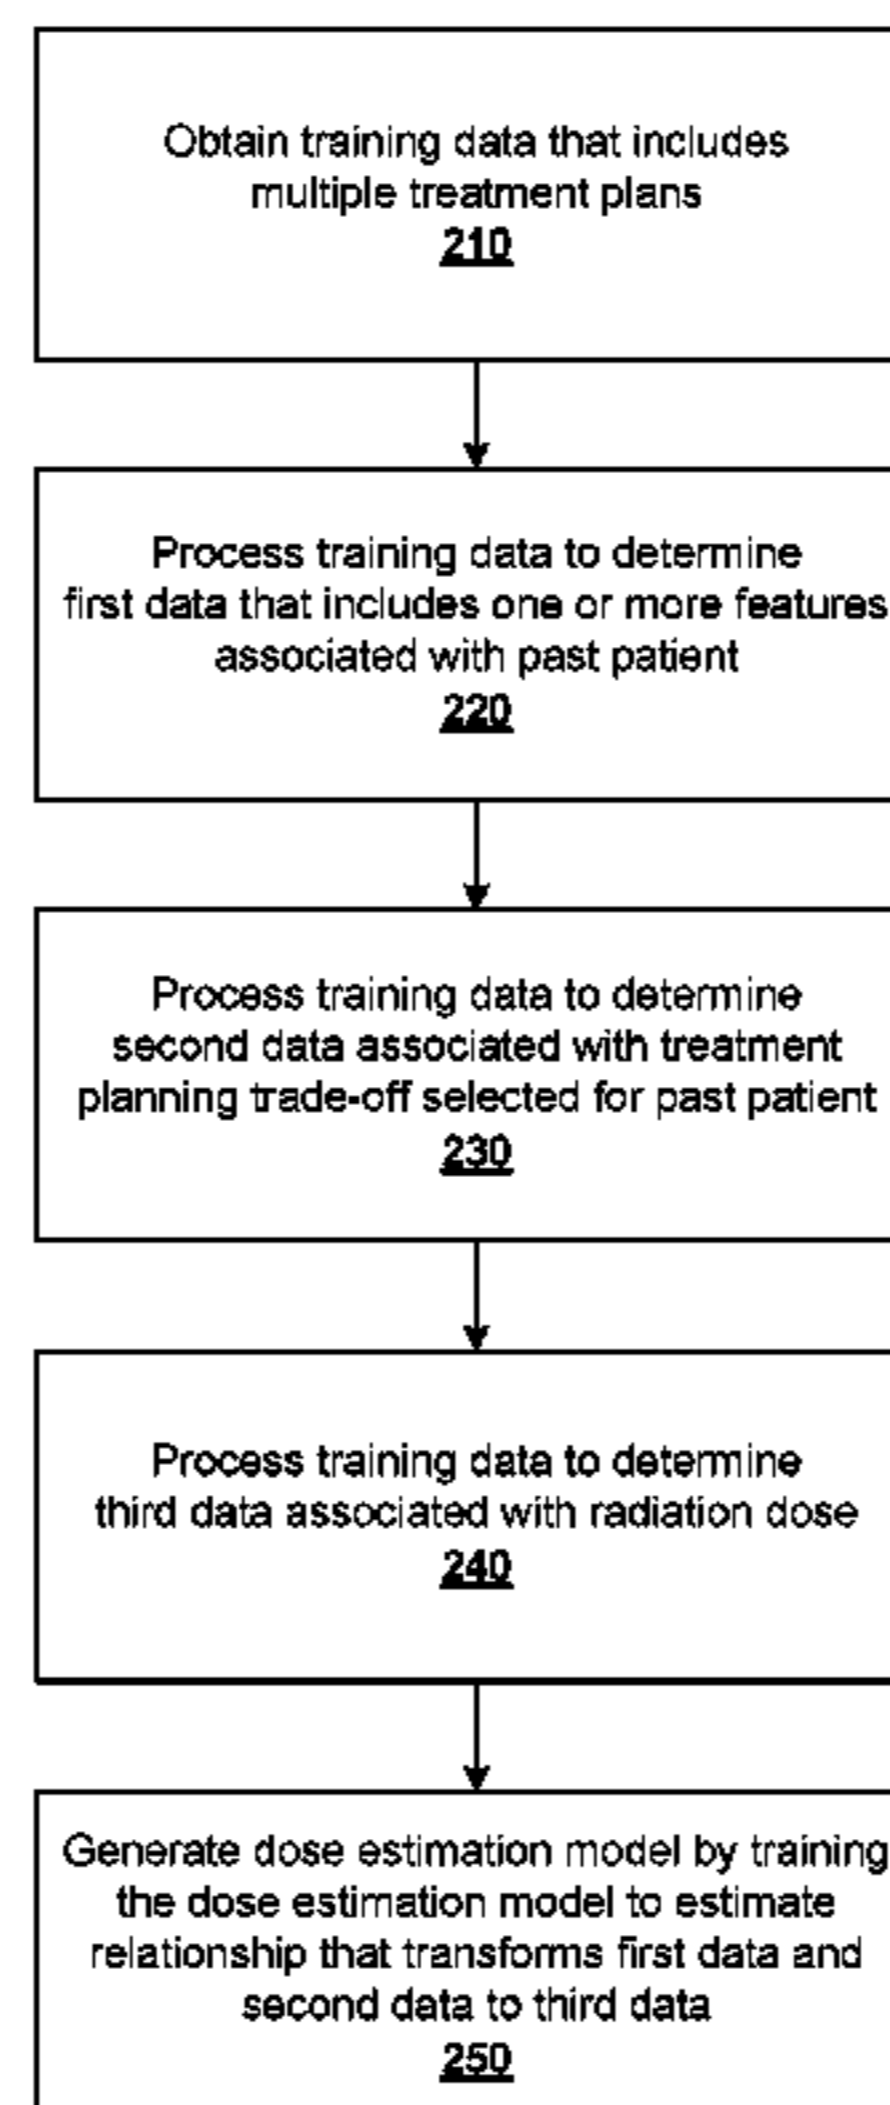 Obtain training data that includes
multiple treatment plans
210
Process training data to determine
first data that includes one or more features
associated with past patient
220
Process training data to determine
second data associated with treatment
planning trade-off selected for past patient
230
Process training data to determine
third data associated with radiation dose
240
Generate dose estimation model by training
the dose estimation model to estimate
relationship that transforms first data and
second data to third data
250